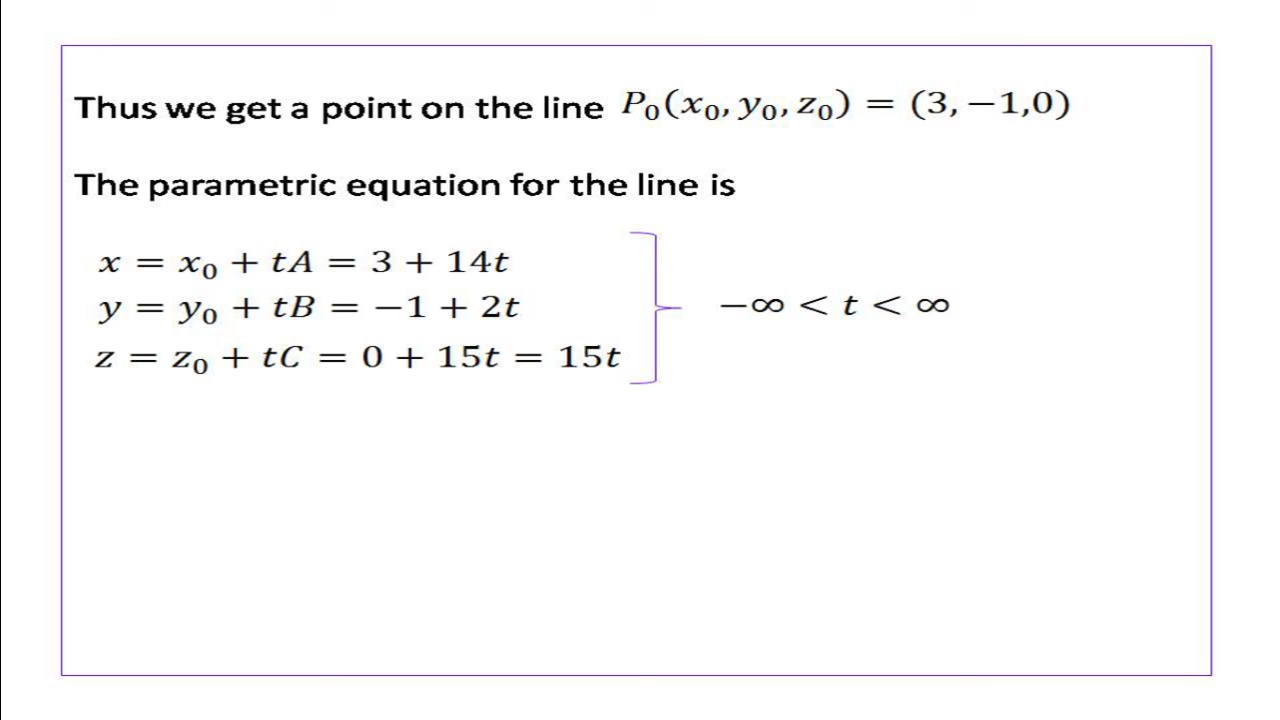 Thus we get a point on the line P₀(x₀, y₀, z₀) = (3, −1,0)
The parametric equation for the line is
x = x₀ + tA = 3 + 14t
y = y₀ + tB = −1 + 2t
z = z₀ + tC = 0 + 15t = 15t
−∞ < t < ∞